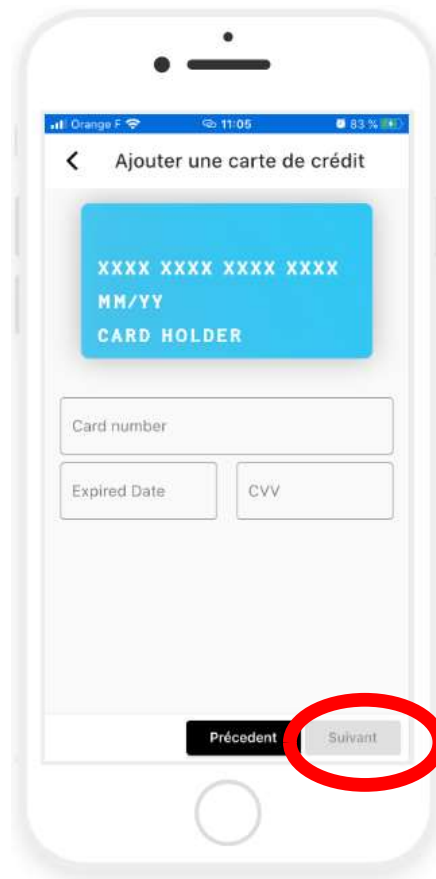 Orange F 11:05 83 %
Ajouter une carte de crédit
XXXX XXXX XXXX XXXX
MM/YY
CARD HOLDER
Card number
Expired Date CVV
Précedent Suivant